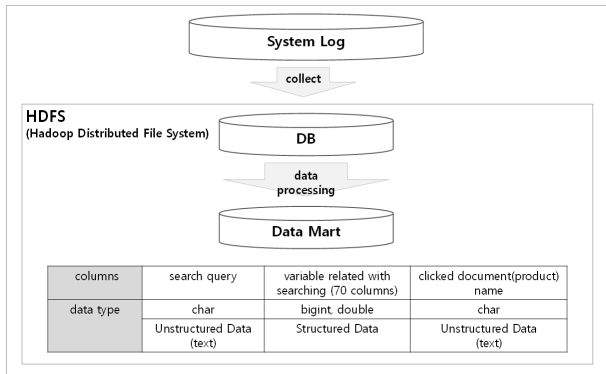 System Log
collect
HDFS
(Hadoop Distributed File System)
DB
data
processing
Data Mart
columns
search query
variable related with
searching (70 columns)
clicked document(product)
name
data type
char
bigint, double
char
Unstructured Data
(text)
Structured Data
Unstructured Data
(text)